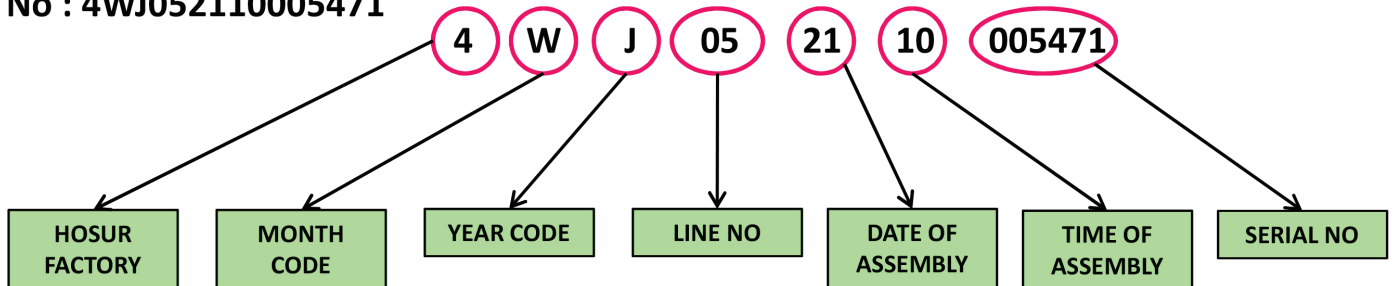 No : 4WJ052110005471
4 W J 05 21 10 005471
HOSUR FACTORY
MONTH CODE
YEAR CODE
LINE NO
DATE OF ASSEMBLY
TIME OF ASSEMBLY
SERIAL NO